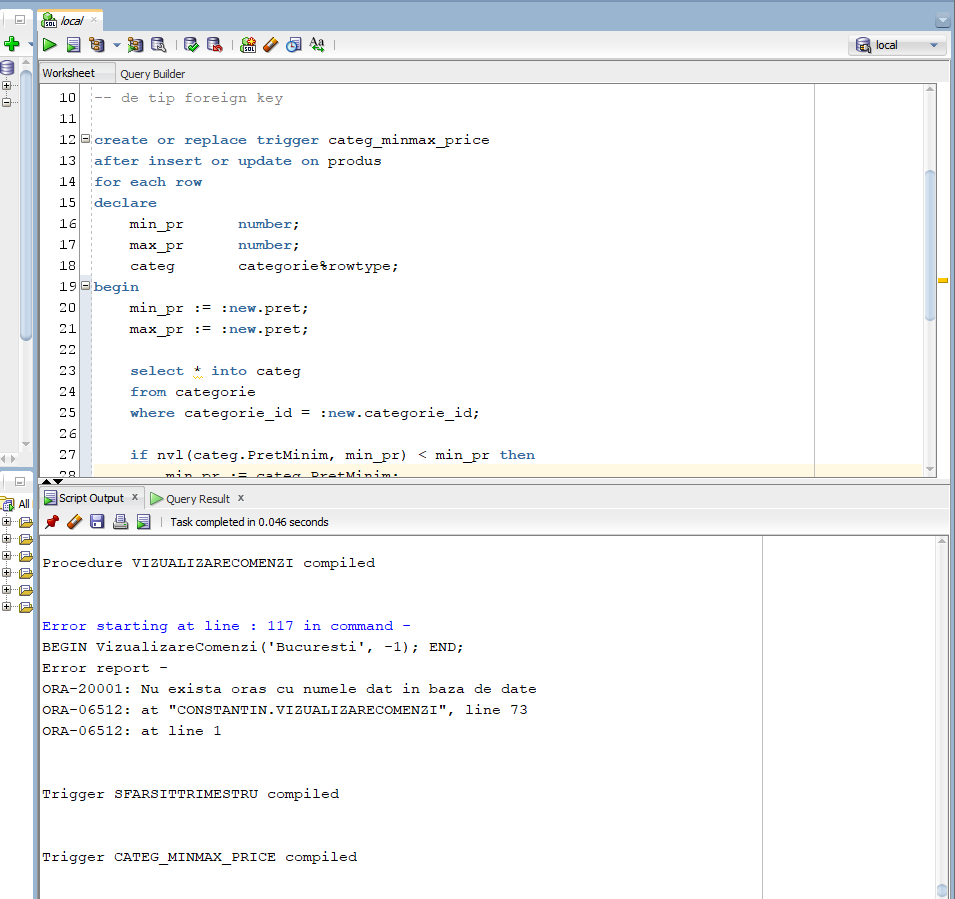 local
local
Worksheet
Query Builder
10 -- de tip foreign key
11
12 create or replace trigger categ_minmax_price
13 after insert or update on produs
14 for each row
15 declare
16     min_pr      number;
17     max_pr      number;
18     categ       categorie%rowtype;
19 begin
20     min_pr := :new.pret;
21     max_pr := :new.pret;
22
23     select * into categ
24     from categorie
25     where categorie_id = :new.categorie_id;
26
27     if nvl(categ.PretMinim, min_pr) < min_pr then
28         min_pr := categ.PretMinim;
Script Output x
Query Result x
All
Task completed in 0.046 seconds
Procedure VIZUALIZARECOMENZI compiled
Error starting at line : 117 in command -
BEGIN VizualizareComenzi('Bucuresti', -1); END;
Error report -
ORA-20001: Nu exista oras cu numele dat in baza de date
ORA-06512: at "CONSTANTIN.VIZUALIZARECOMENZI", line 73
ORA-06512: at line 1
Trigger SFARSITTRIMESTRU compiled
Trigger CATEG_MINMAX_PRICE compiled